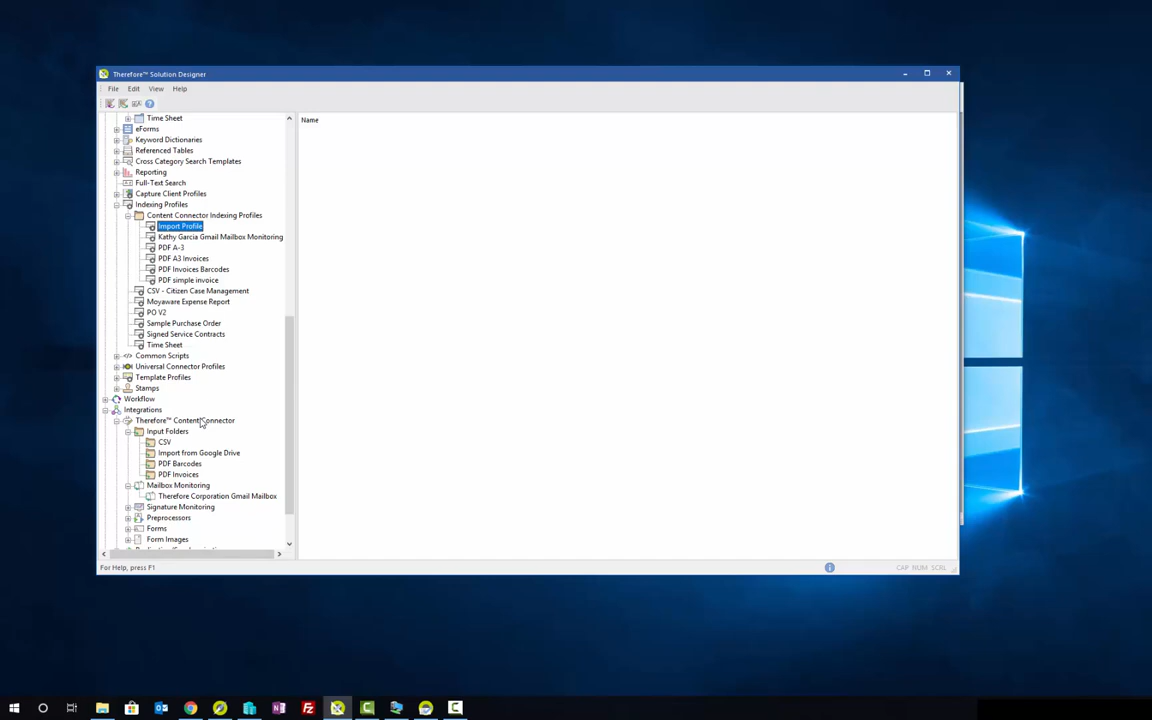 Therefore™ Solution Designer
File Edit View Help
Name
Time Sheet
eForms
Keyword Dictionaries
Referenced Tables
Cross Category Search Templates
Reporting
Full-Text Search
Capture Client Profiles
Indexing Profiles
Content Connector Indexing Profiles
Import Profile
Kathy Garcia Gmail Mailbox Monitoring
PDF A-3
PDF A3 Invoices
PDF Invoices Barcodes
PDF simple invoice
CSV - Citizen Case Management
Moyaware Expense Report
PO V2
Sample Purchase Order
Signed Service Contracts
Time Sheet
Common Scripts
Universal Connector Profiles
Template Profiles
Stamps
Workflow
Integrations
Therefore™ Content Connector
Input Folders
CSV
Import from Google Drive
PDF Barcodes
PDF Invoices
Mailbox Monitoring
Therefore Corporation Gmail Mailbox
Signature Monitoring
Preprocessors
Forms
Form Images
For Help, press F1
CAP NUM SCRL